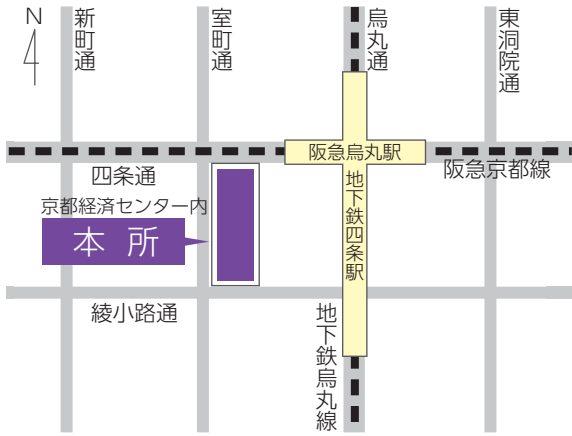 N
新町通
室町通
烏丸通
東洞院通
阪急烏丸駅
四条通
阪急京都線
京都経済センター内
本所
地下鉄四条駅
綾小路通
地下鉄烏丸線